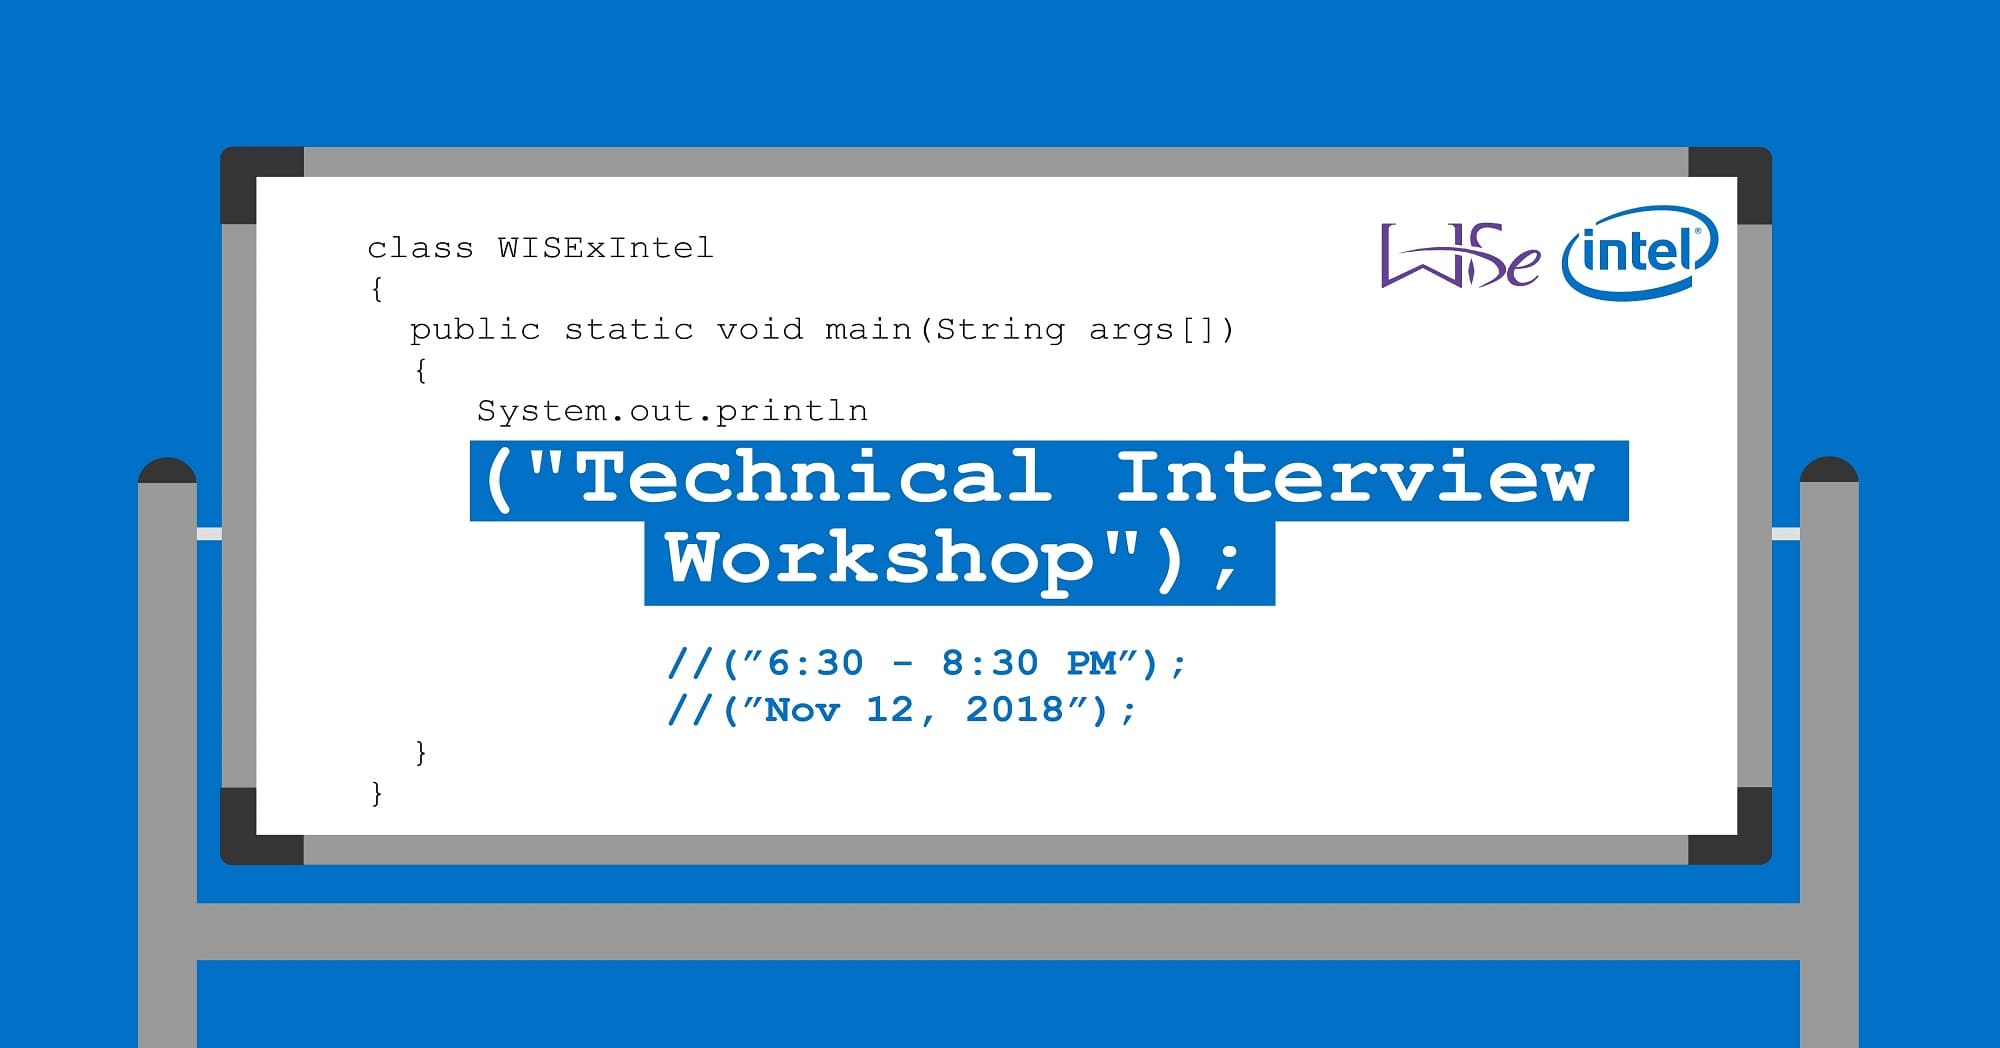 class WISExIntel
WISe intel®
{
public static void main(String args[])
{
System.out.println
("Technical Interview
Workshop");
//(”6:30 – 8:30 PM”);
//(”Nov 12, 2018”);
}
}